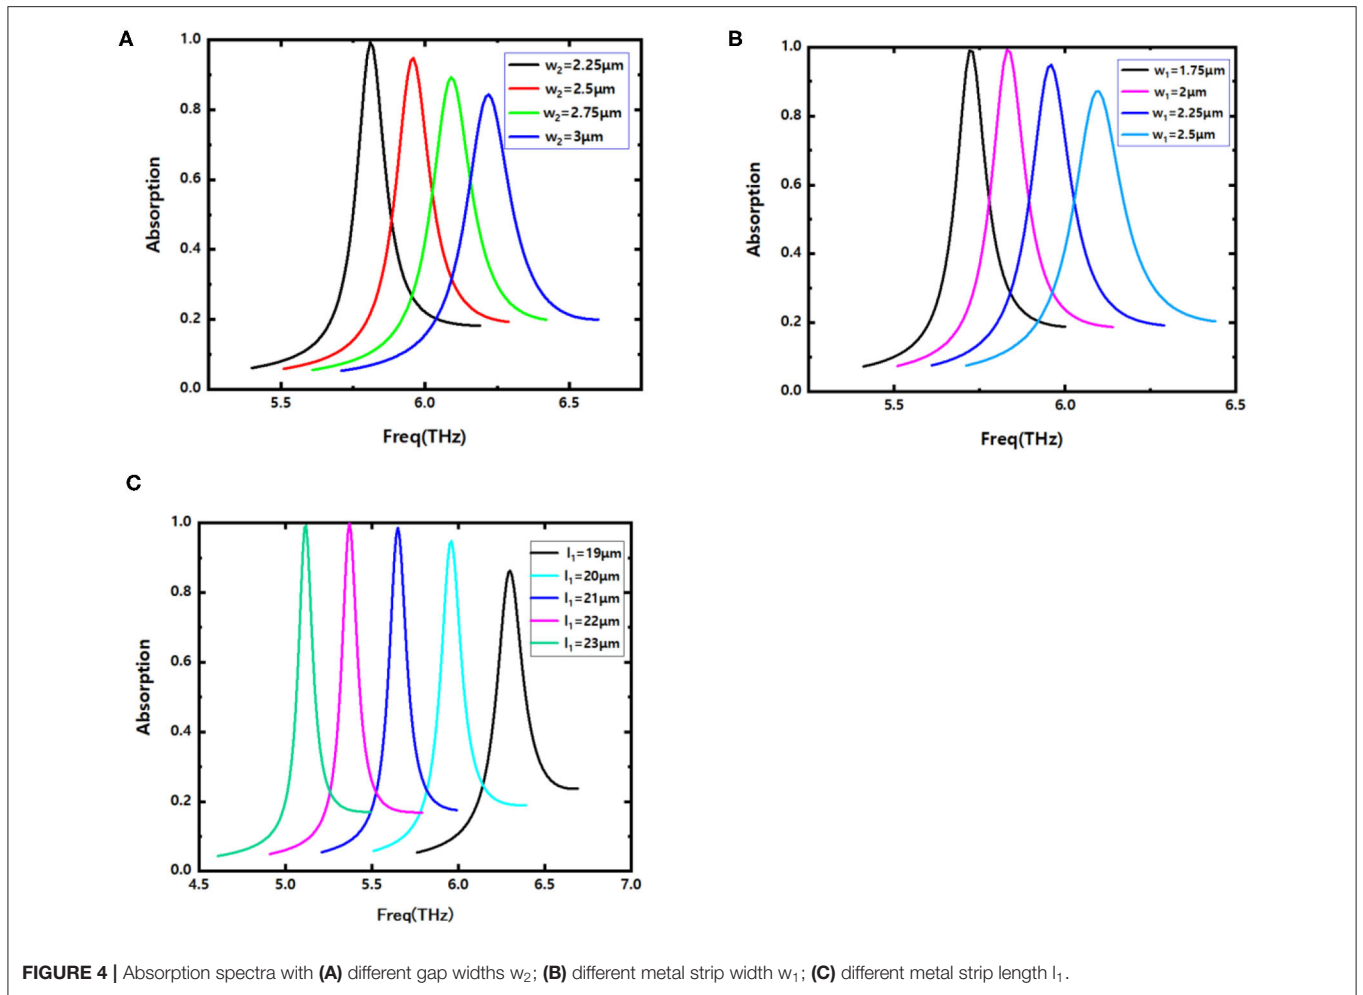 A
1.0
0.8
0.6
0.4
0.2
0.0
Absorption
5.5
6.0
6.5
Freq(THz)
w₂=2.25μm
w₂=2.5μm
w₂=2.75μm
w₂=3μm
B
1.0
0.8
0.6
0.4
0.2
0.0
Absorption
5.5
6.0
6.5
Freq(THz)
w₁=1.75μm
w₁=2μm
w₁=2.25μm
w₁=2.5μm
C
1.0
0.8
0.6
0.4
0.2
0.0
Absorption
4.5
5.0
5.5
6.0
6.5
7.0
Freq(THz)
l₁=19μm
l₁=20μm
l₁=21μm
l₁=22μm
l₁=23μm
FIGURE 4 | Absorption spectra with (A) different gap widths w₂; (B) different metal strip width w₁; (C) different metal strip length l₁.